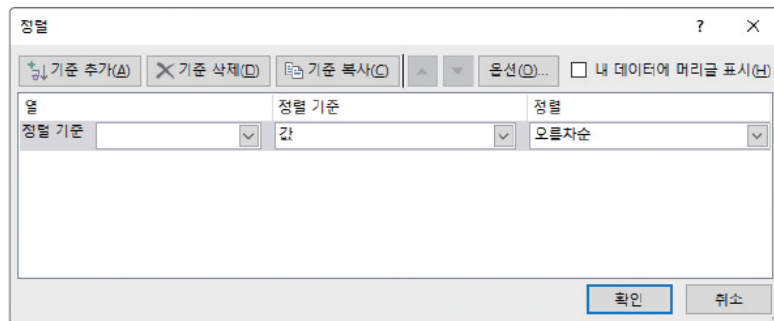 정렬 ?
기준 추가(A) 기준 삭제(D) 기준 복사(C) 옵션(O)... 내 데이터에 머리글 표시(H)
열 정렬 기준 정렬
정렬 기준 값 오름차순
확인 취소